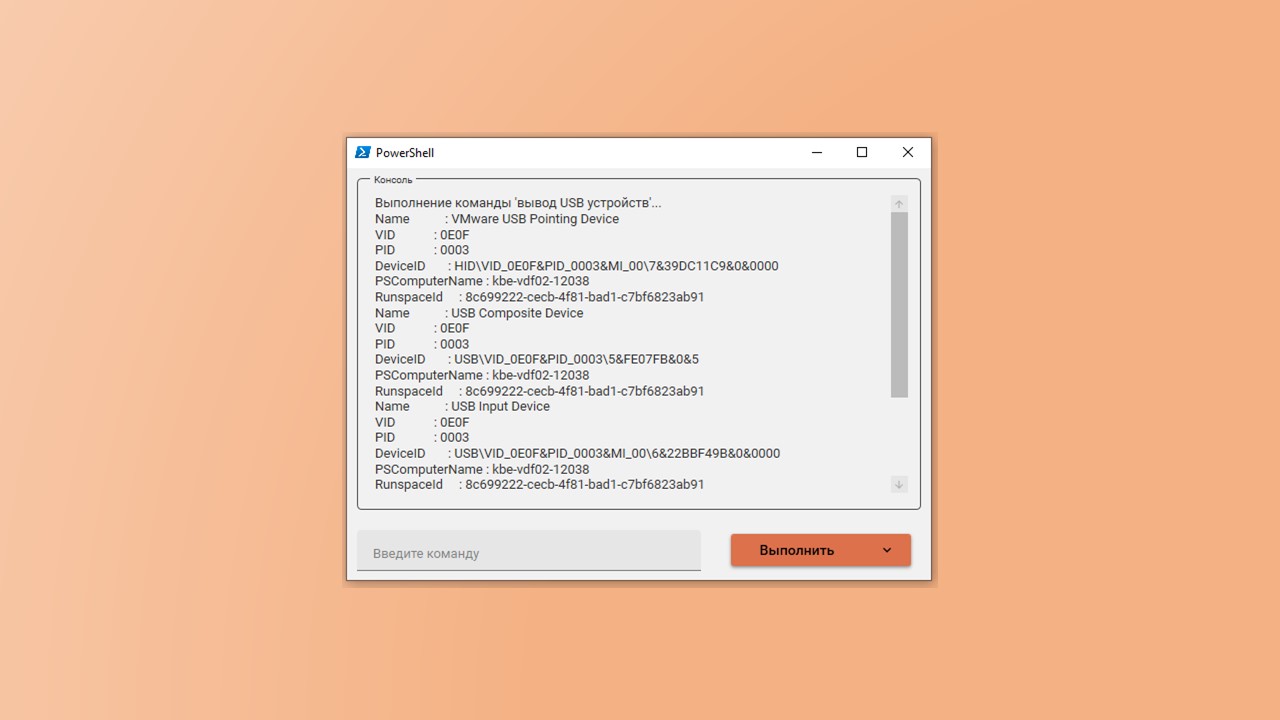 PowerShell
Консоль
Выполнение команды 'вывод USB устройств'...
Name : VMware USB Pointing Device
VID : 0E0F
PID : 0003
DeviceID : HID\VID_0E0F&PID_0003&MI_00\7&39DC11C9&0&0000
PSComputerName : kbe-vdf02-12038
RunspaceId : 8c699222-cecb-4f81-bad1-c7bf6823ab91
Name : USB Composite Device
VID : 0E0F
PID : 0003
DeviceID : USB\VID_0E0F&PID_0003\5&FE07FB&0&5
PSComputerName : kbe-vdf02-12038
RunspaceId : 8c699222-cecb-4f81-bad1-c7bf6823ab91
Name : USB Input Device
VID : 0E0F
PID : 0003
DeviceID : USB\VID_0E0F&PID_0003&MI_00\6&22BBF49B&0&0000
PSComputerName : kbe-vdf02-12038
RunspaceId : 8c699222-cecb-4f81-bad1-c7bf6823ab91
Введите команду
Выполнить